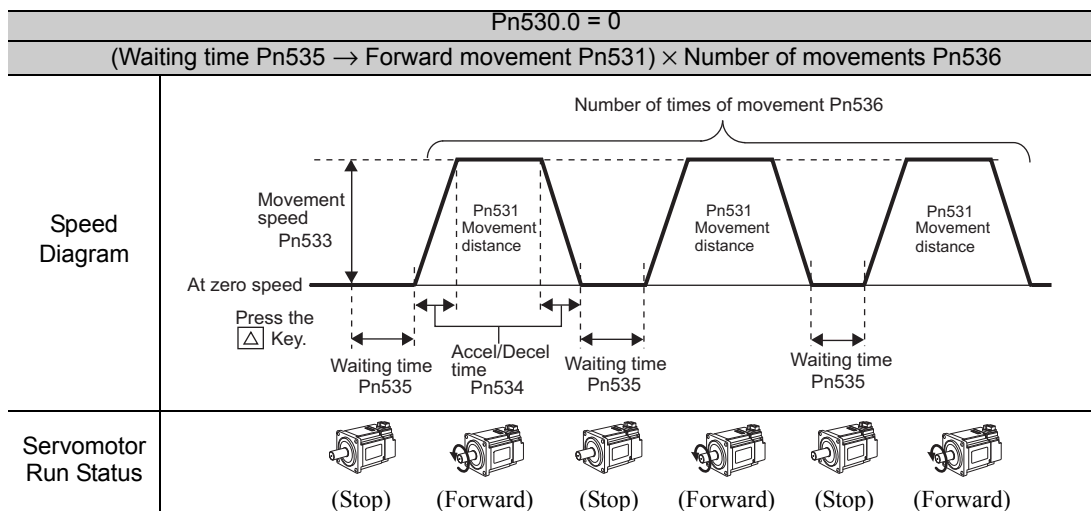 Pn530.0 = 0
(Waiting time Pn535 → Forward movement Pn531) × Number of movements Pn536
Speed
Diagram
Number of times of movement Pn536
Movement
speed
Pn533
Pn531
Movement
distance
Pn531
Movement
distance
Pn531
Movement
distance
At zero speed
Press the
△ Key.
Waiting time
Pn535
Accel/Decel
time
Pn534
Waiting time
Pn535
Waiting time
Pn535
Servomotor
Run Status
(Stop) (Forward) (Stop) (Forward) (Stop) (Forward)